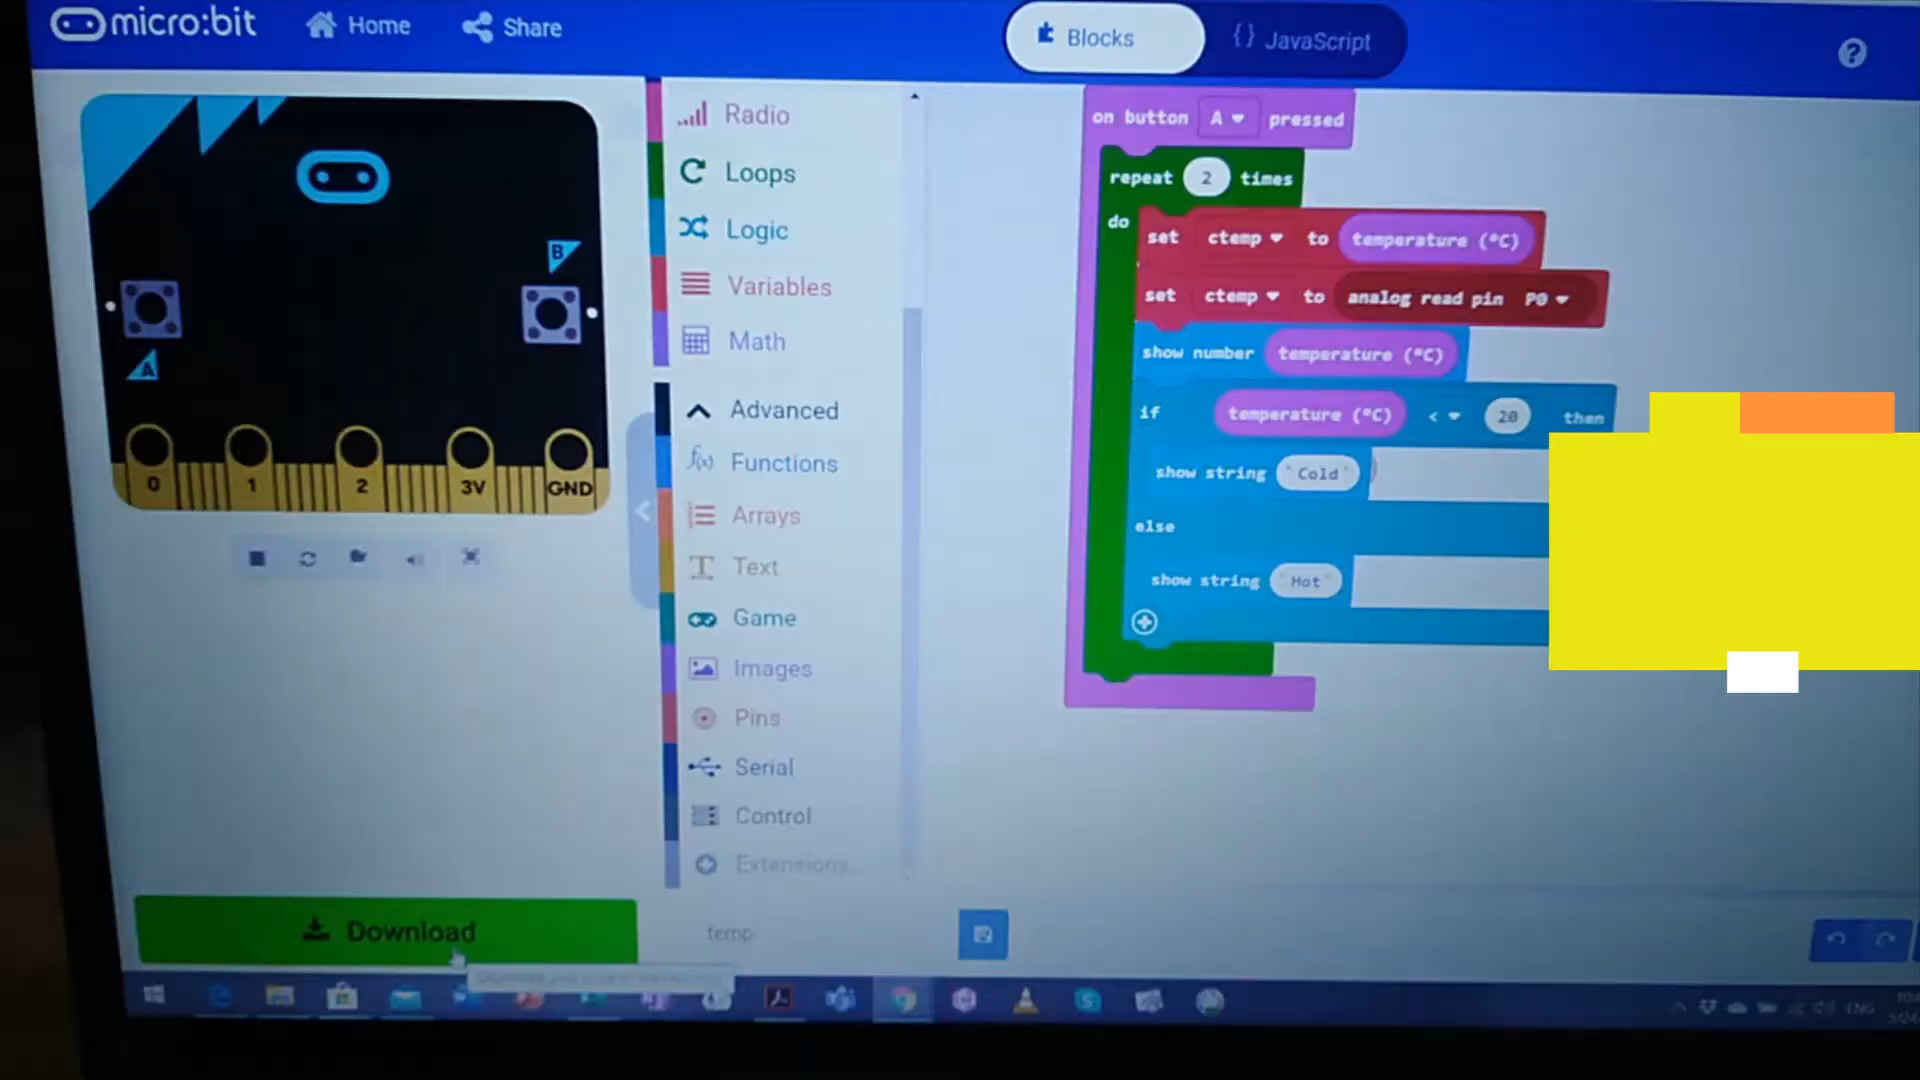 micro:bit
Home
Share
Blocks
{} JavaScript
?
B
A
0
1
2
3V
GND
Radio
Loops
Logic
Variables
Math
Advanced
f(x) Functions
Arrays
Text
Game
Images
Pins
Serial
Control
Extensions
on button A pressed
repeat 2 times
do
set ctemp to temperature (°C)
set ctemp to analog read pin P0
show number temperature (°C)
if temperature (°C) < 20 then
show string "Cold"
else
show string "Hot"
Download
temp
ENG